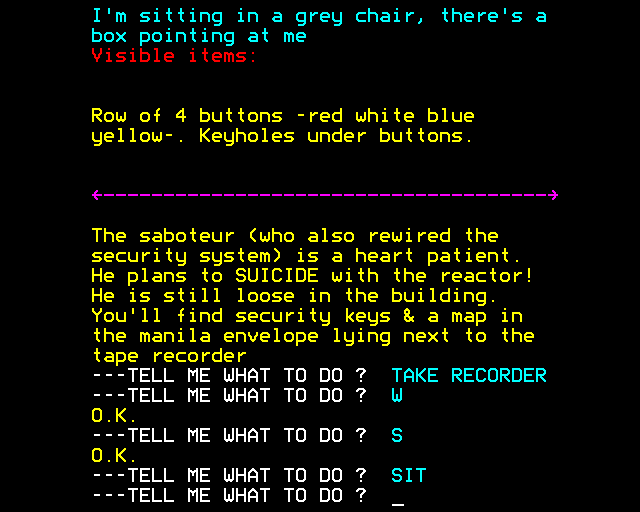 I'm sitting in a grey chair, there's a
box pointing at me
Visible items:
Row of 4 buttons -red white blue
yellow-. Keyholes under buttons.
The saboteur (who also rewired the
security system) is a heart patient.
He plans to SUICIDE with the reactor!
He is still loose in the building.
You'll find security keys & a map in
the manila envelope lying next to the
tape recorder
---TELL ME WHAT TO DO ? TAKE RECORDER
---TELL ME WHAT TO DO ? W
O.K.
---TELL ME WHAT TO DO ? S
O.K.
---TELL ME WHAT TO DO ? SIT
---TELL ME WHAT TO DO ? _